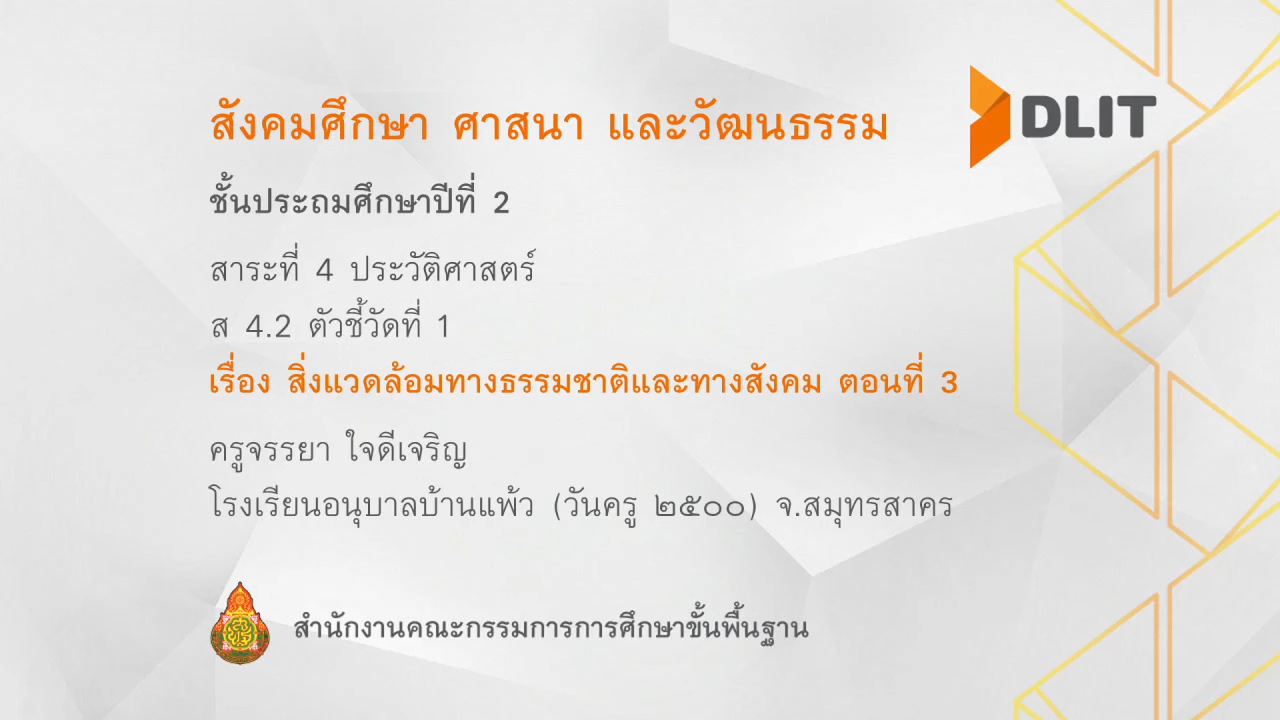 สังคมศึกษา ศาสนา และวัฒนธรรม
DLIT
ชั้นประถมศึกษาปีที่ 2
สาระที่ 4 ประวัติศาสตร์
ส 4.2 ตัวชี้วัดที่ 1
เรื่อง สิ่งแวดล้อมทางธรรมชาติและทางสังคม ตอนที่ 3
ครูจรรยา ใจดีเจริญ
โรงเรียนอนุบาลบ้านแพ้ว (วันครู ๒๕๐๐) จ.สมุทรสาคร
สำนักงานคณะกรรมการการศึกษาขั้นพื้นฐาน